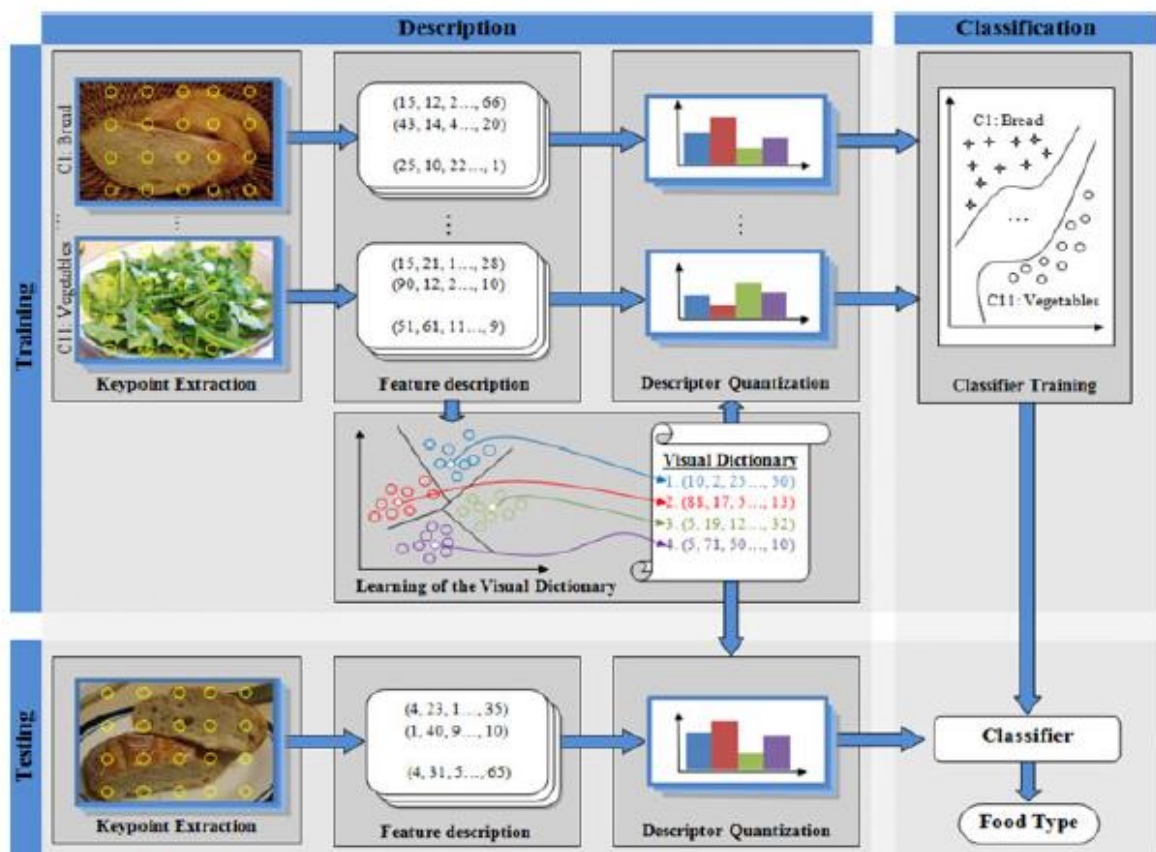 Description
Classification
Training
C1: Bread
...
C11: Vegetables
Keypoint Extraction
(15, 12, 2..., 66)
(43, 14, 4..., 20)
(25, 10, 22..., 1)
...
(15, 21, 1..., 28)
(90, 12, 2..., 10)
(51, 61, 11..., 9)
Feature description
Descriptor Quantization
C1: Bread
...
C11: Vegetables
Classifier Training
Learning of the Visual Dictionary
Visual Dictionary
1. (10, 2, 25..., 50)
2. (88, 17, 5..., 13)
3. (5, 19, 12..., 32)
4. (5, 71, 50..., 10)
Testing
Keypoint Extraction
(4, 23, 1..., 35)
(1, 40, 9..., 10)
(4, 31, 5..., 65)
Feature description
Descriptor Quantization
Classifier
Food Type